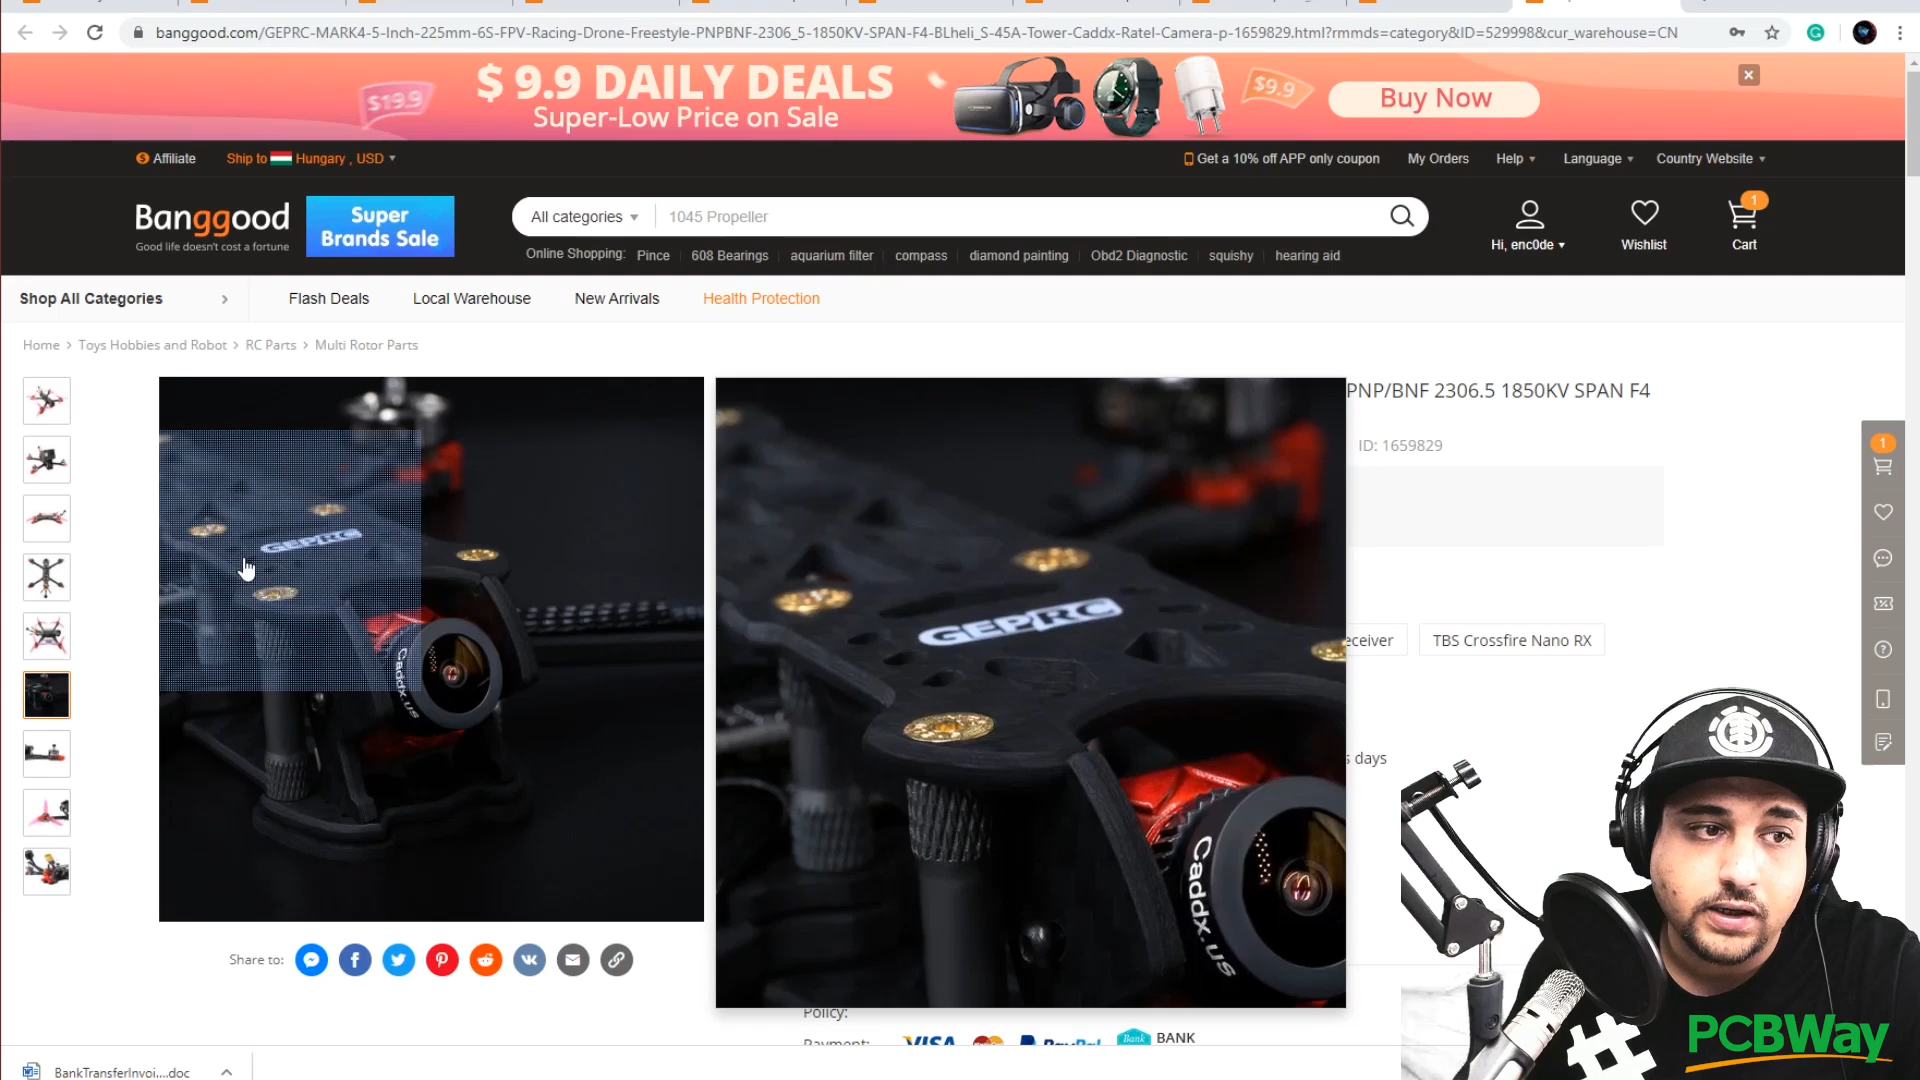 banggood.com/GEPRC-MARK4-5-Inch-225mm-6S-FPV-Racing-Drone-Freestyle-PNPBNF-2306_5-1850KV-SPAN-F4-BLheli_S-45A-Tower-Caddx-Ratel-Camera-p-1659829.html?rmmds=category&ID=529998&cur_warehouse=CN
$19.9
$ 9.9 DAILY DEALS
Super-Low Price on Sale
$9.9
Buy Now
Affiliate
Ship to Hungary , USD
Get a 10% off APP only coupon
My Orders
Help
Language
Country Website
Banggood
Good life doesn't cost a fortune
Super
Brands Sale
All categories
1045 Propeller
Online Shopping: Pince 608 Bearings aquarium filter compass diamond painting Obd2 Diagnostic squishy hearing aid
Hi, enc0de
Wishlist
1
Cart
Shop All Categories
Flash Deals
Local Warehouse
New Arrivals
Health Protection
Home > Toys Hobbies and Robot > RC Parts > Multi Rotor Parts
PNP/BNF 2306.5 1850KV SPAN F4
ID: 1659829
1
GEPRC
Caddx.us
GEPRC
Caddx.us
eceiver
TBS Crossfire Nano RX
s days
Share to:
Policy:
Payment:
VISA
PayPal
Bank
BANK
PCBWay
BankTransferInvoi....doc